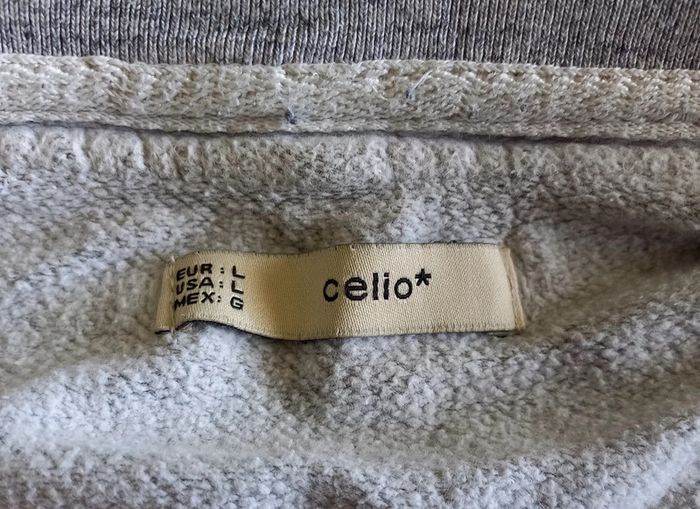 EUR : L
USA : L
MEX : G
celio*